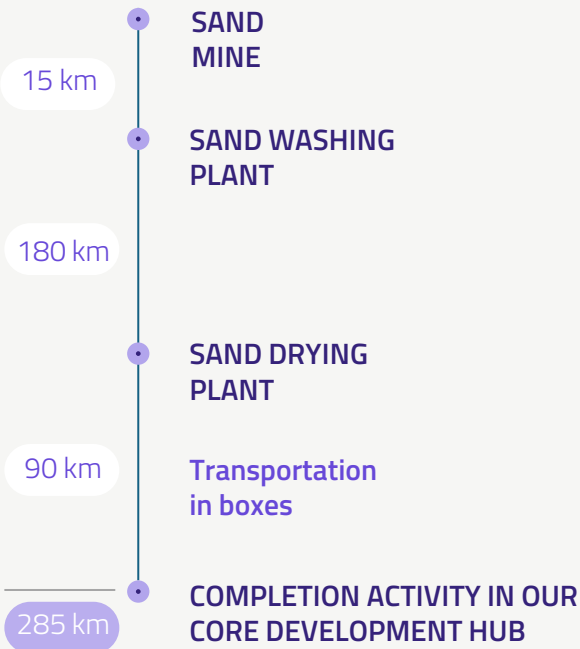 SAND
MINE
15 km
SAND WASHING
PLANT
180 km
SAND DRYING
PLANT
90 km
Transportation
in boxes
COMPLETION ACTIVITY IN OUR
CORE DEVELOPMENT HUB
285 km